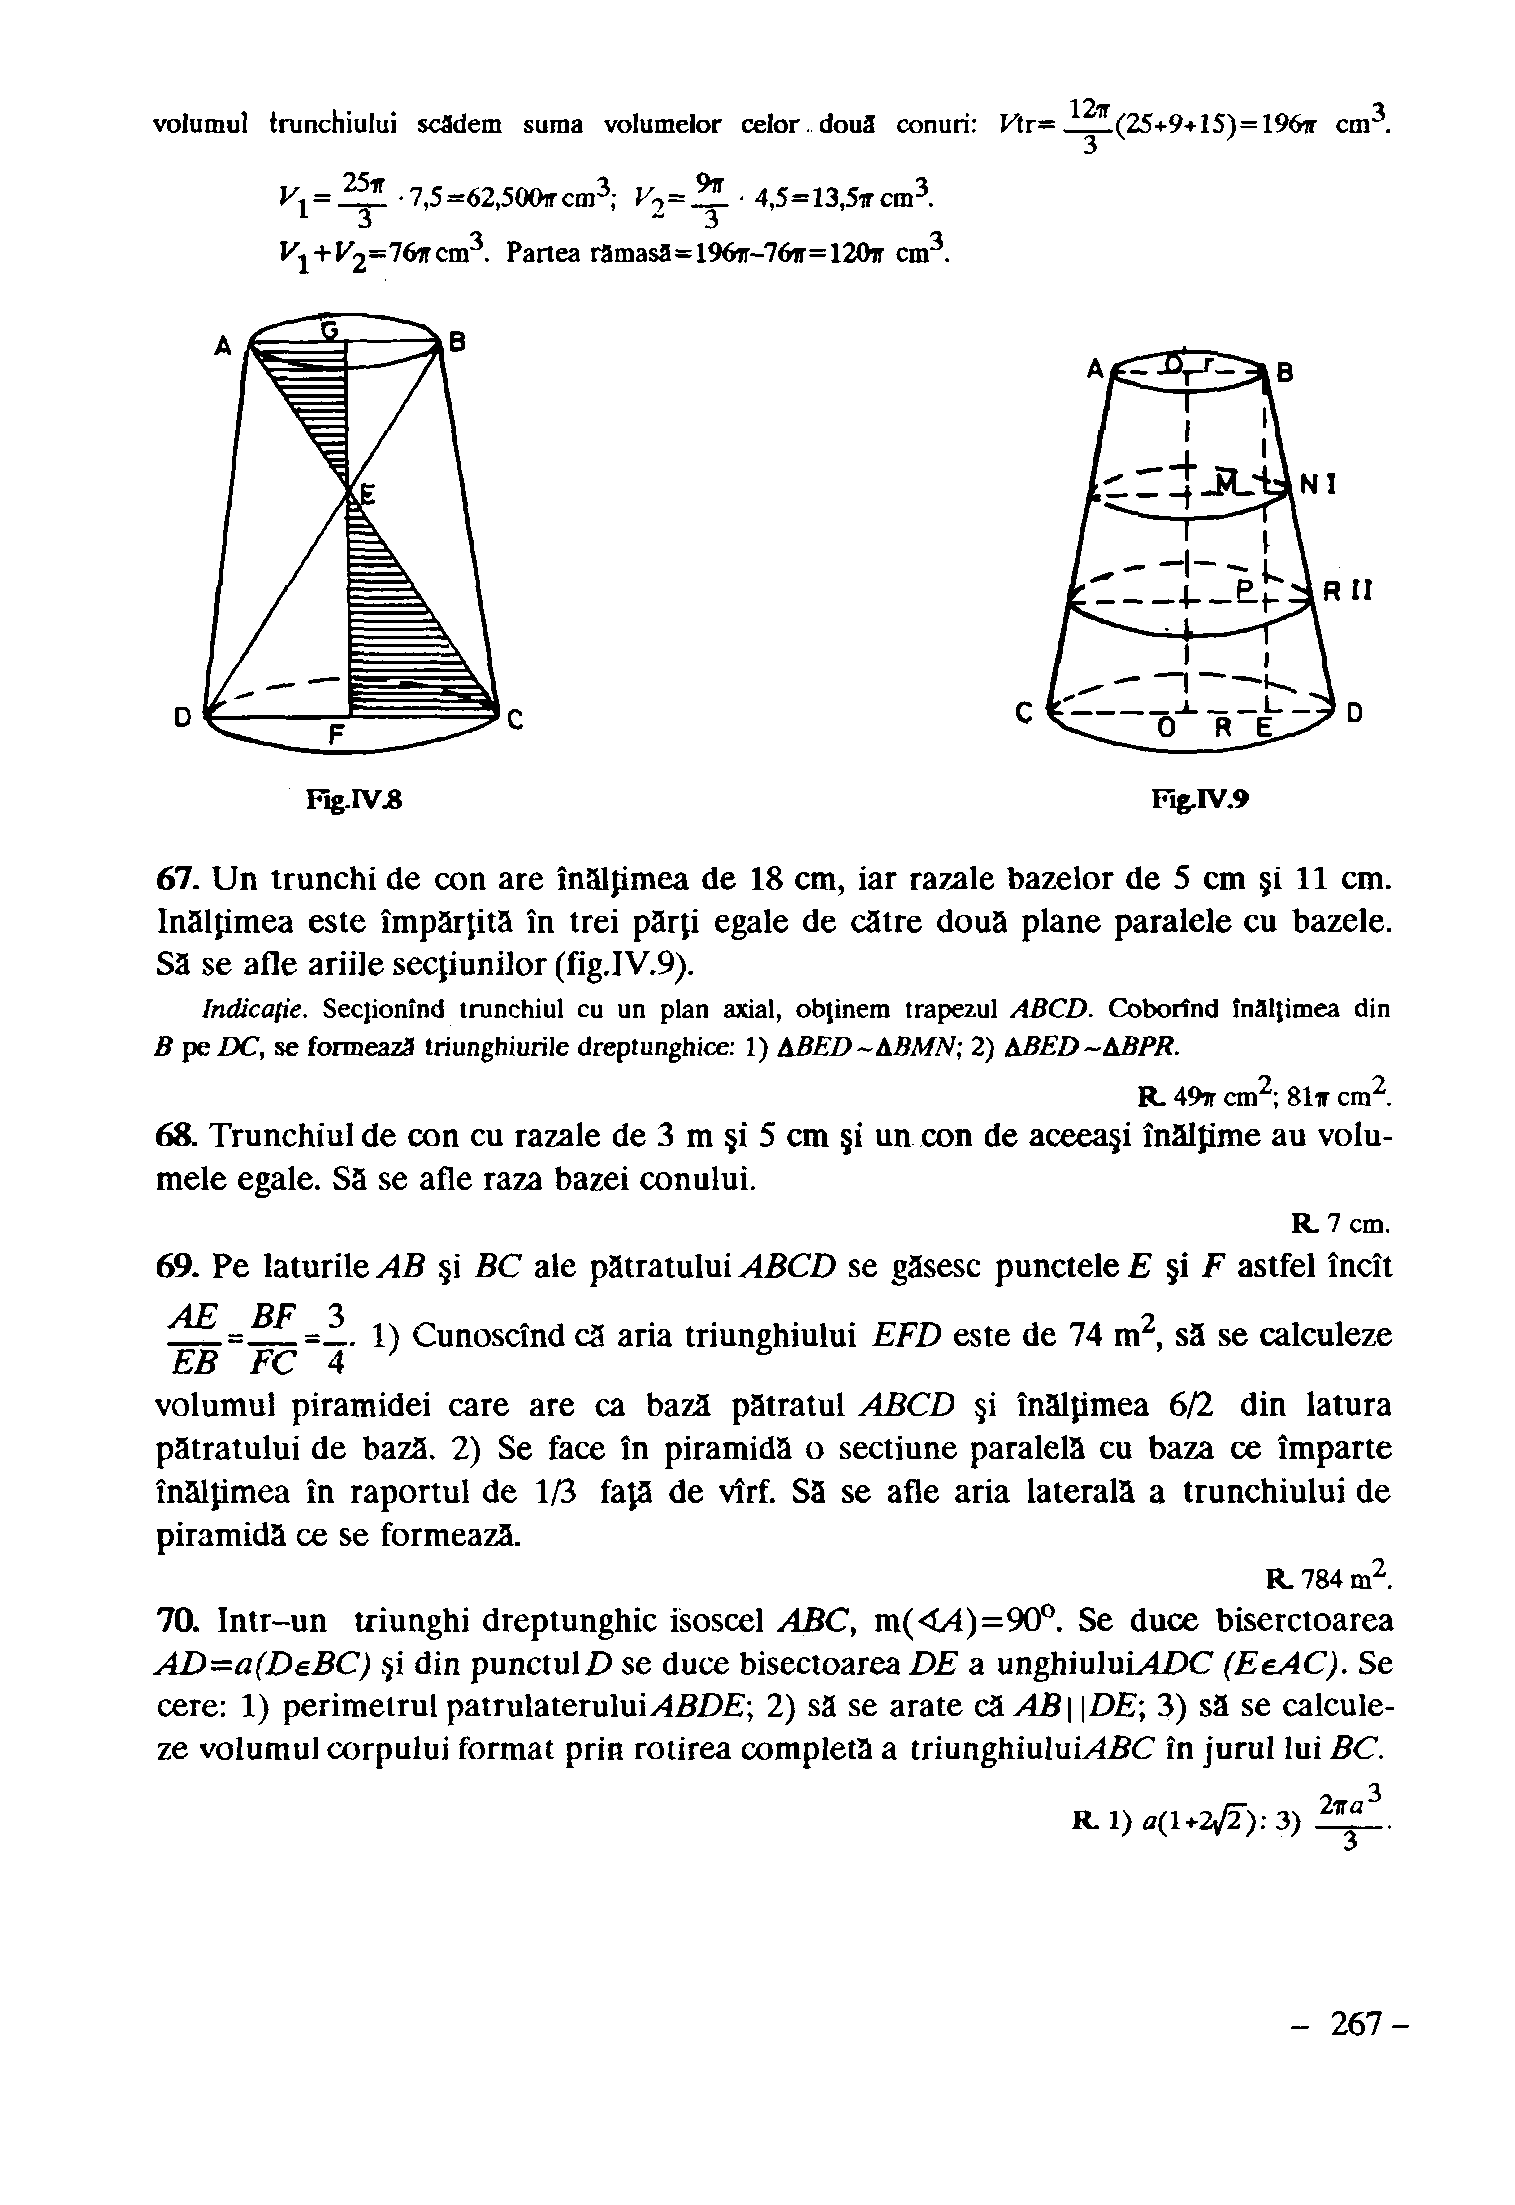 volumul trunchiului scădem suma volumelor celor două conuri: Vtr= 12π/3 (25+9+15)=196π cm³.
V₁ = 25π/3 · 7,5=62,500π cm³; V₂= 9π/3 · 4,5=13,5π cm³.
V₁+V₂=76π cm³. Partea rămasă=196π–76π=120π cm³.
A G B
E
D F C
A O r B
M N I
P R II
C O R E D
Fig.IV.8
Fig.IV.9
67. Un trunchi de con are înălţimea de 18 cm, iar razale bazelor de 5 cm şi 11 cm.
Inălţimea este împărţită în trei părţi egale de către două plane paralele cu bazele.
Să se afle ariile secţiunilor (fig.IV.9).
Indicaţie. Secţionînd trunchiul cu un plan axial, obţinem trapezul ABCD. Coborînd înălţimea din
B pe DC, se formează triunghiurile dreptunghice: 1) ΔBED~ΔBMN; 2) ΔBED~ΔBPR.
R. 49π cm²; 81π cm².
68. Trunchiul de con cu razale de 3 m şi 5 cm şi un con de aceeaşi înălţime au volu-
mele egale. Să se afle raza bazei conului.
R. 7 cm.
69. Pe laturile AB şi BC ale pătratului ABCD se găsesc punctele E şi F astfel încît
AE/EB=BF/FC=3/4. 1) Cunoscînd că aria triunghiului EFD este de 74 m², să se calculeze
volumul piramidei care are ca bază pătratul ABCD şi înălţimea 6/2 din latura
pătratului de bază. 2) Se face în piramidă o sectiune paralelă cu baza ce împarte
înălţimea în raportul de 1/3 faţă de vîrf. Să se afle aria laterală a trunchiului de
piramidă ce se formează.
R. 784 m².
70. Intr–un triunghi dreptunghic isoscel ABC, m(∢A)=90°. Se duce biserctoarea
AD=a(D∈BC) şi din punctul D se duce bisectoarea DE a unghiului ADC (E∈AC). Se
cere: 1) perimetrul patrulaterului ABDE; 2) să se arate că AB||DE; 3) să se calcule-
ze volumul corpului format prin rotirea completă a triunghiului ABC în jurul lui BC.
R. 1) a(1+2√2): 3) 2πa³/3.
– 267 –